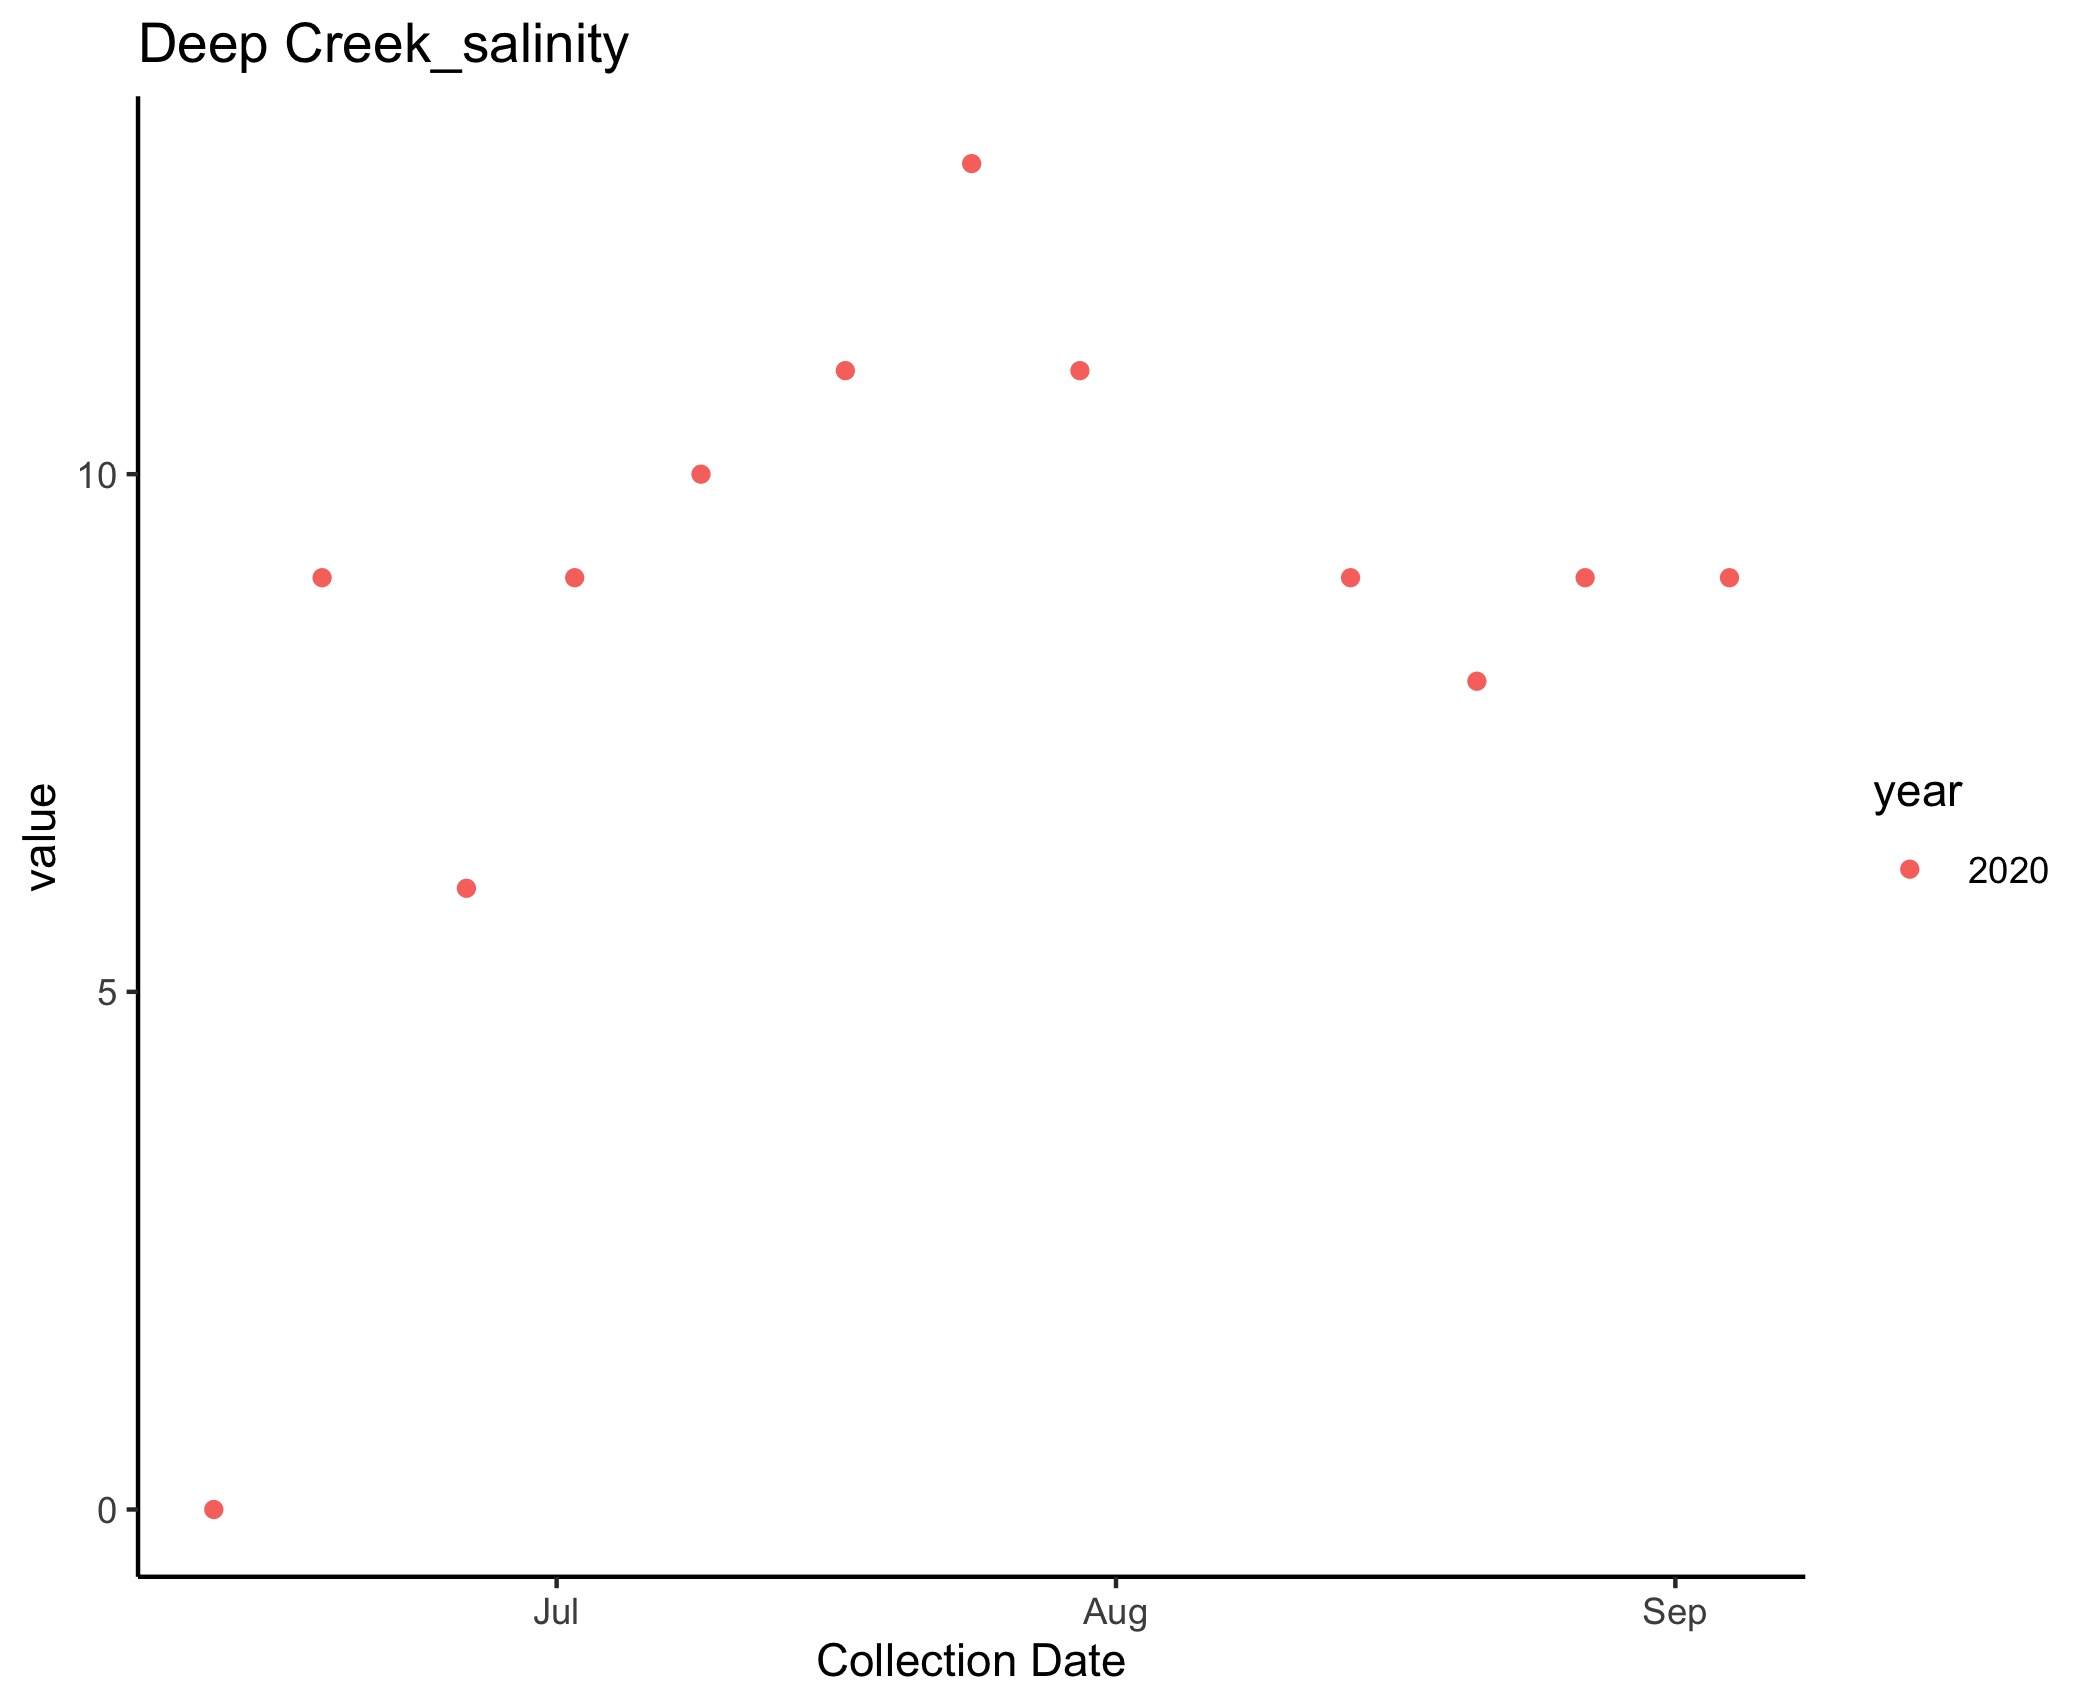 Deep Creek_salinity
value
10
5
0
Jul
Aug
Sep
Collection Date
year
2020